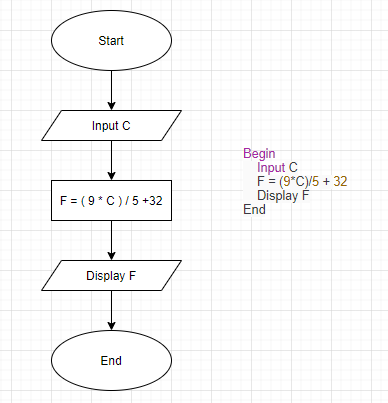 Start
Input C
F = ( 9 * C ) / 5 +32
Display F
End
Begin
Input C
F = (9*C)/5 + 32
Display F
End